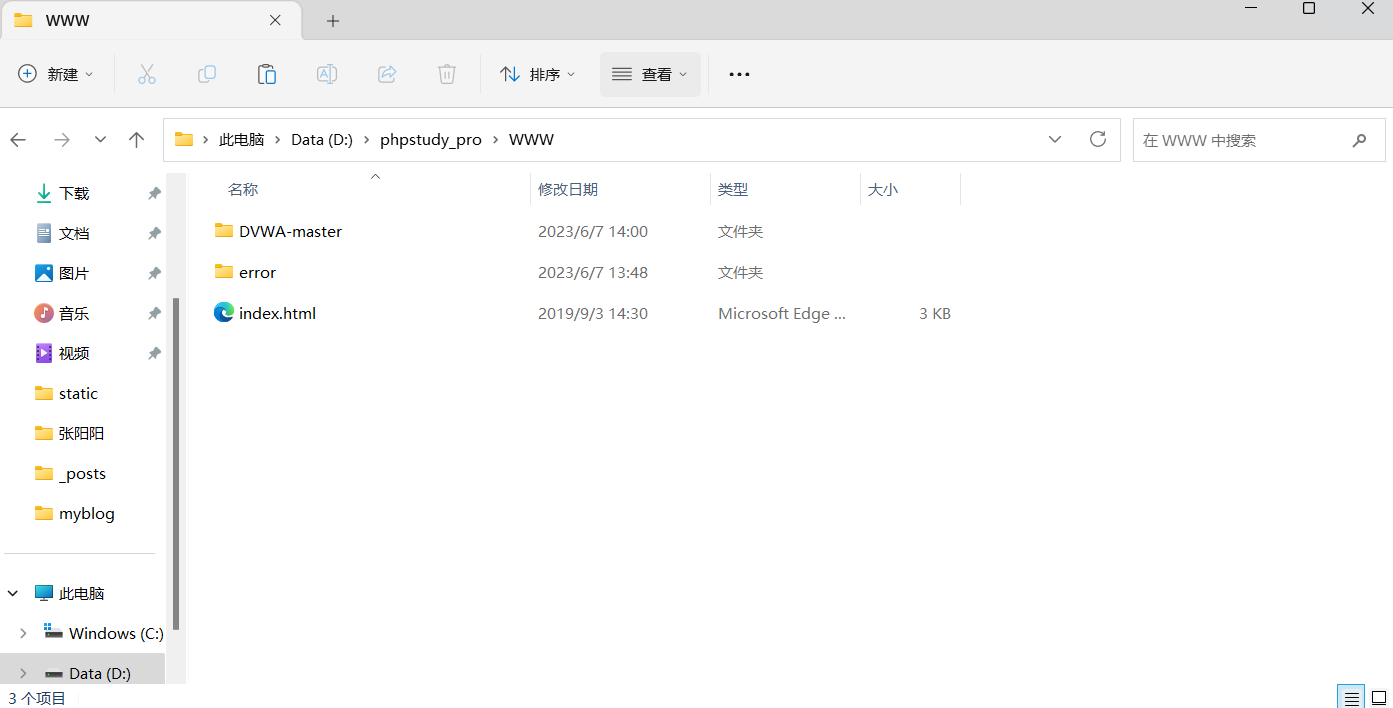 WWW
新建
排序
查看
此电脑 Data (D:) phpstudy_pro WWW
在 WWW 中搜索
名称 修改日期 类型 大小
DVWA-master 2023/6/7 14:00 文件夹
error 2023/6/7 13:48 文件夹
index.html 2019/9/3 14:30 Microsoft Edge ... 3 KB
下载
文档
图片
音乐
视频
static
张阳阳
_posts
myblog
此电脑
Windows (C:)
Data (D:)
3 个项目